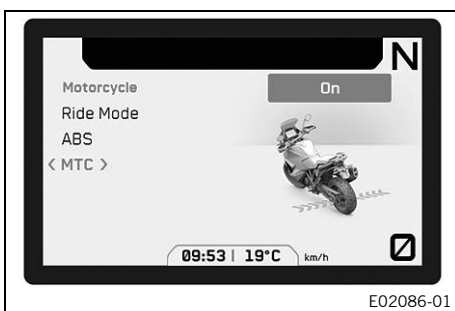 N
Motorcycle
On
Ride Mode
ABS
< MTC >
09:53 | 19°C km/h
0
E02086-01